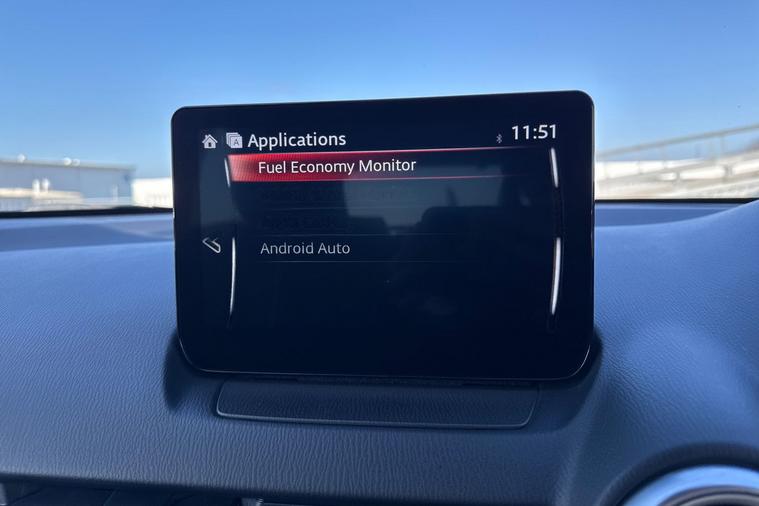 Applications
11:51
Fuel Economy Monitor
Android Auto